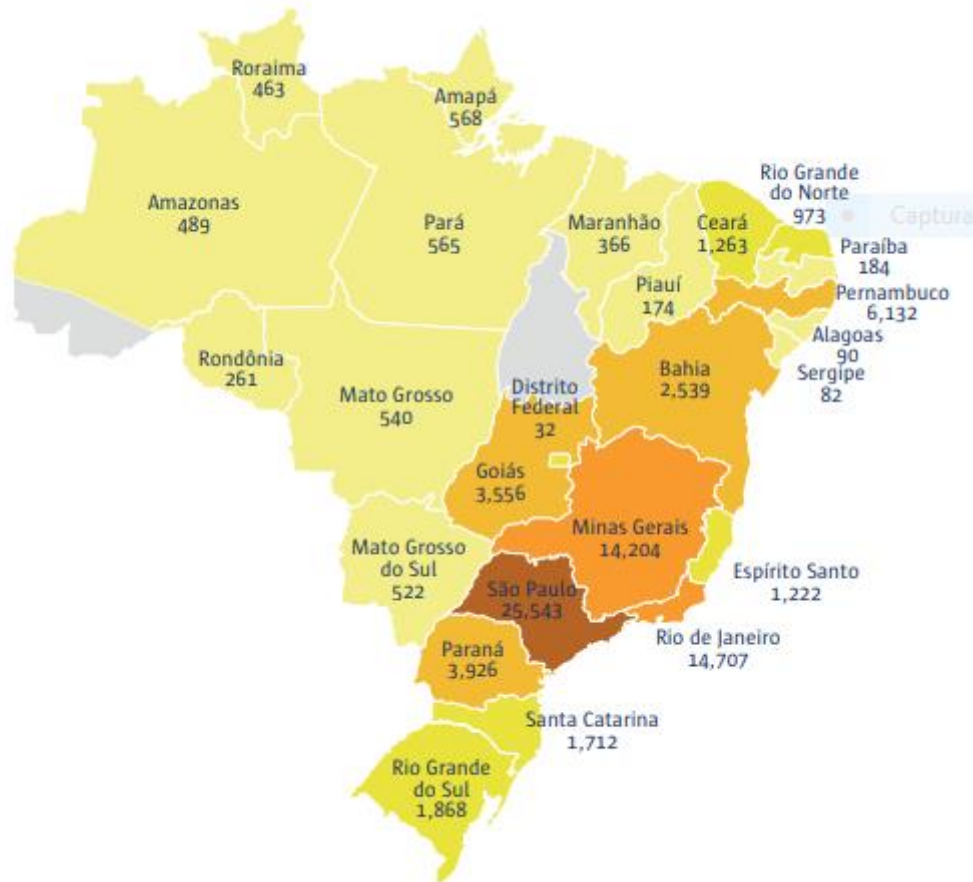 Roraima
463
Amapá
568
Amazonas
489
Pará
565
Maranhão
366
Ceará
1,263
Rio Grande
do Norte
973
Captura
Paraíba
184
Piauí
174
Pernambuco
6,132
Alagoas
90
Sergipe
82
Rondônia
261
Mato Grosso
540
Distrito
Federal
32
Bahia
2,539
Goiás
3,556
Minas Gerais
14,204
Mato Grosso
do Sul
522
São Paulo
25,543
Espírito Santo
1,222
Rio de Janeiro
14,707
Paraná
3,926
Santa Catarina
1,712
Rio Grande
do Sul
1,868